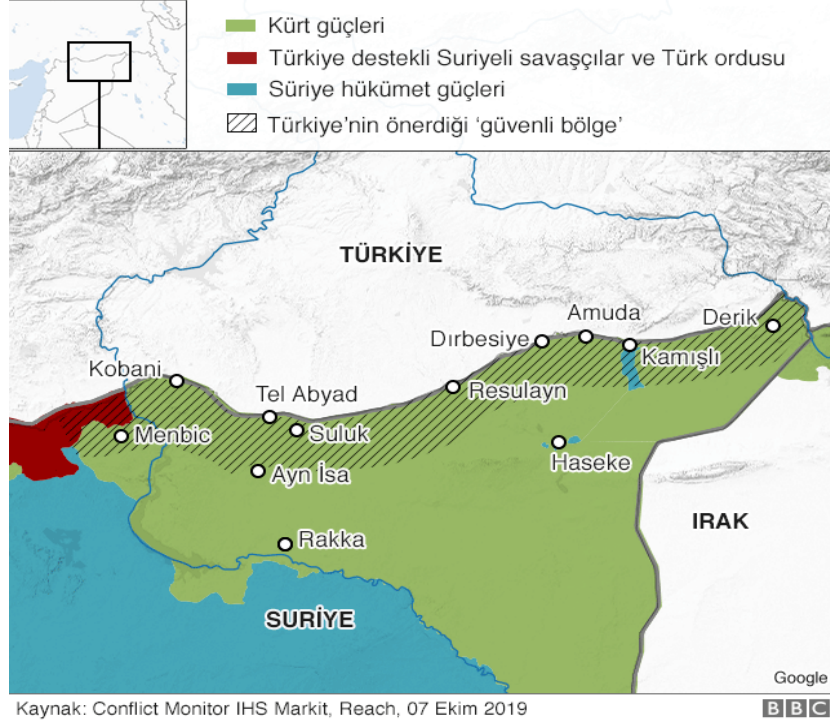 Kürt güçleri
Türkiye destekli Suriyeli savaşçılar ve Türk ordusu
Süriye hükümet güçleri
Türkiye'nin önerdiği 'güvenli bölge'
TÜRKİYE
Amuda
Derik
Dırbesiye
Kamışlı
Kobani
Tel Abyad
Resulayn
Menbic
Suluk
Haseke
Ayn İsa
IRAK
Rakka
SURİYE
Google
Kaynak: Conflict Monitor IHS Markit, Reach, 07 Ekim 2019
BBC